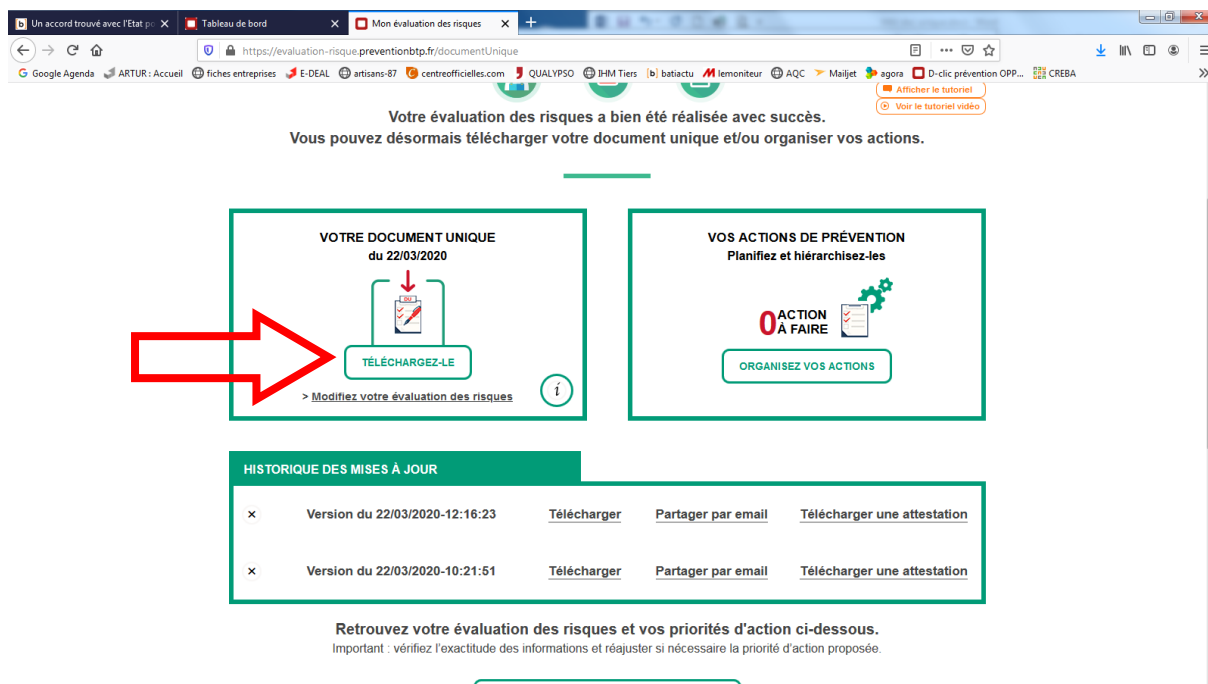 Un accord trouvé avec l'Etat po
Tableau de bord
Mon évaluation des risques
https://evaluation-risque.preventionbtp.fr/documentUnique
Google Agenda
ARTUR : Accueil
fiches entreprises
E-DEAL
artisans-87
centreofficielles.com
QUALYPSO
IHM Tiers
batiactu
lemoniteur
AQC
Mailjet
agora
D-clic prévention OPP...
CREBA
Afficher le tutoriel
Voir le tutoriel vidéo
Votre évaluation des risques a bien été réalisée avec succès.
Vous pouvez désormais télécharger votre document unique et/ou organiser vos actions.
VOTRE DOCUMENT UNIQUE
du 22/03/2020
DU
TÉLÉCHARGEZ-LE
> Modifiez votre évaluation des risques
i
VOS ACTIONS DE PRÉVENTION
Planifiez et hiérarchisez-les
0 ACTION
À FAIRE
ORGANISEZ VOS ACTIONS
HISTORIQUE DES MISES À JOUR
× Version du 22/03/2020-12:16:23 Télécharger Partager par email Télécharger une attestation
× Version du 22/03/2020-10:21:51 Télécharger Partager par email Télécharger une attestation
Retrouvez votre évaluation des risques et vos priorités d'action ci-dessous.
Important : vérifiez l'exactitude des informations et réajuster si nécessaire la priorité d'action proposée.